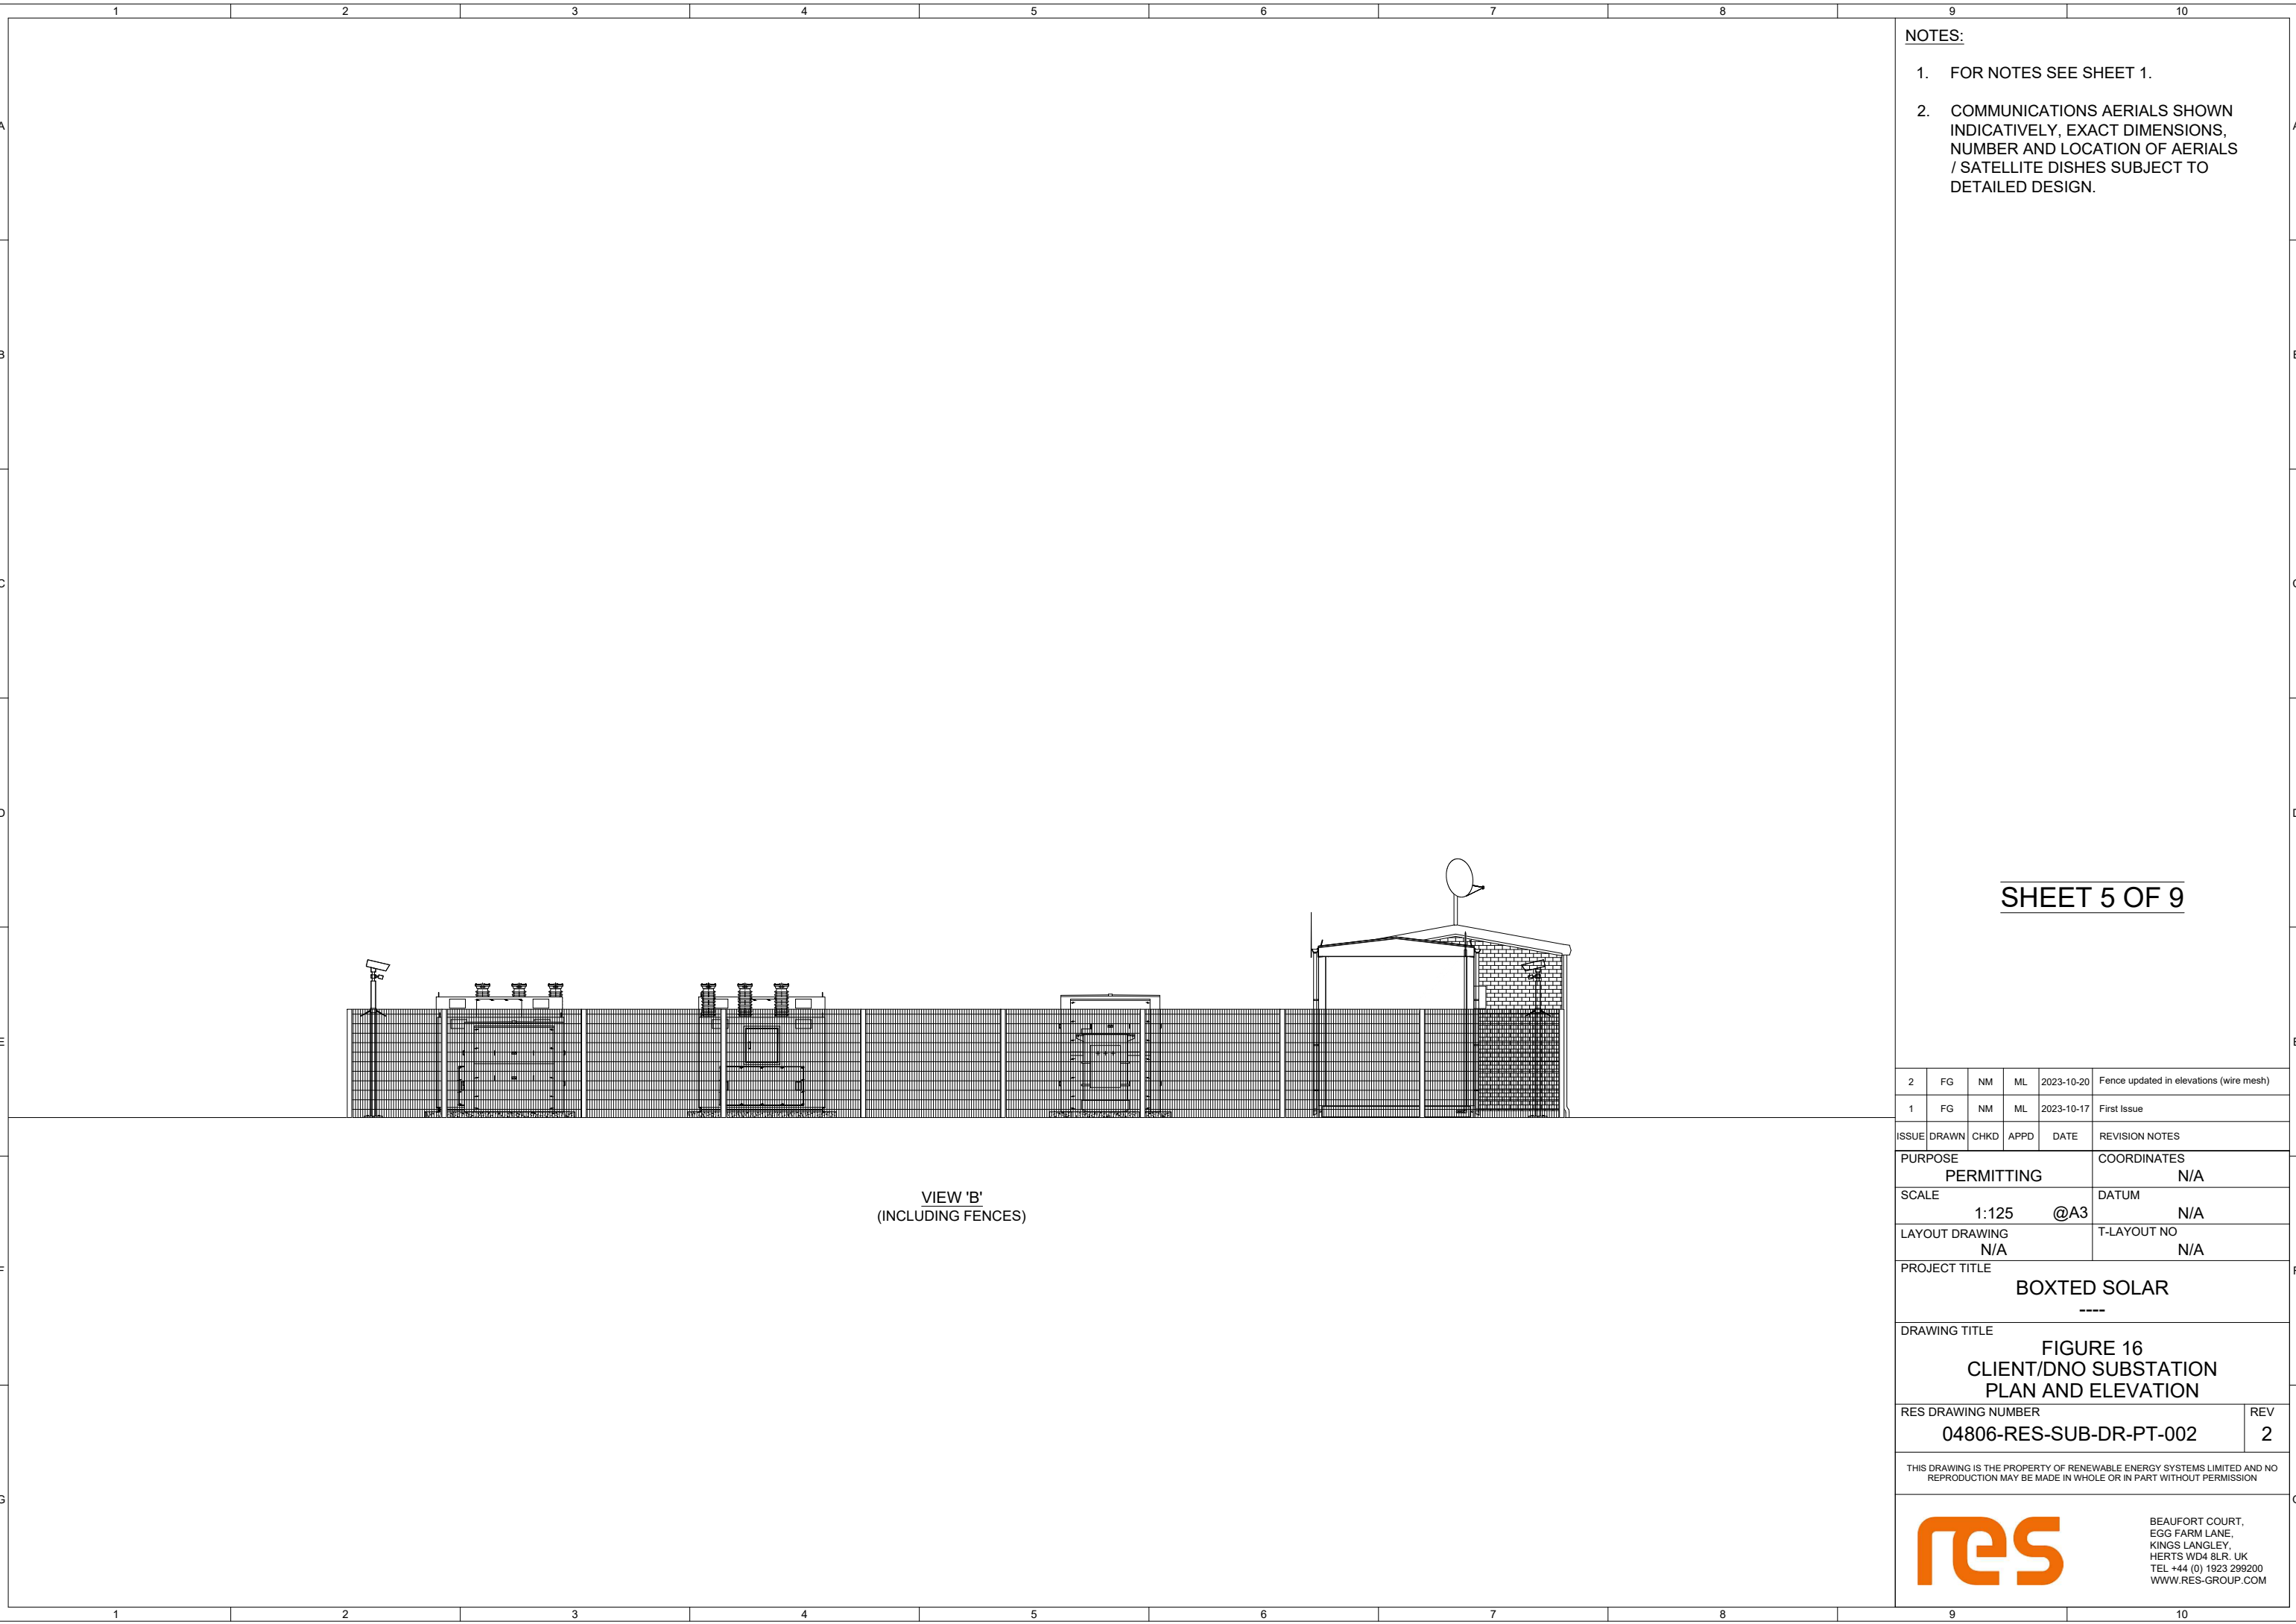 1 2 3 4 5 6 7 8 9 10
NOTES:
1. FOR NOTES SEE SHEET 1.
2. COMMUNICATIONS AERIALS SHOWN
INDICATIVELY, EXACT DIMENSIONS,
NUMBER AND LOCATION OF AERIALS
/ SATELLITE DISHES SUBJECT TO
DETAILED DESIGN.
A
B
C
D
E
F
G
SHEET 5 OF 9
VIEW 'B'
(INCLUDING FENCES)
2 FG NM ML 2023-10-20 Fence updated in elevations (wire mesh)
1 FG NM ML 2023-10-17 First Issue
ISSUE DRAWN CHKD APPD DATE REVISION NOTES
PURPOSE COORDINATES
PERMITTING N/A
SCALE DATUM
1:125 @A3 N/A
LAYOUT DRAWING T-LAYOUT NO
N/A N/A
PROJECT TITLE
BOXTED SOLAR
----
DRAWING TITLE
FIGURE 16
CLIENT/DNO SUBSTATION
PLAN AND ELEVATION
RES DRAWING NUMBER REV
04806-RES-SUB-DR-PT-002 2
THIS DRAWING IS THE PROPERTY OF RENEWABLE ENERGY SYSTEMS LIMITED AND NO
REPRODUCTION MAY BE MADE IN WHOLE OR IN PART WITHOUT PERMISSION
res
BEAUFORT COURT,
EGG FARM LANE,
KINGS LANGLEY,
HERTS WD4 8LR. UK
TEL +44 (0) 1923 299200
WWW.RES-GROUP.COM
1 2 3 4 5 6 7 8 9 10